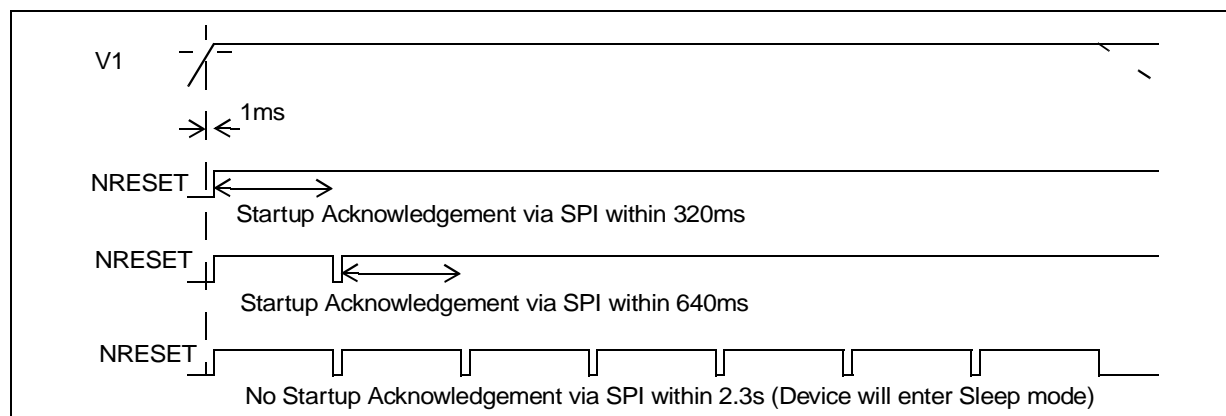 V1
1ms
NRESET
Startup Acknowledgement via SPI within 320ms
NRESET
Startup Acknowledgement via SPI within 640ms
NRESET
No Startup Acknowledgement via SPI within 2.3s (Device will enter Sleep mode)